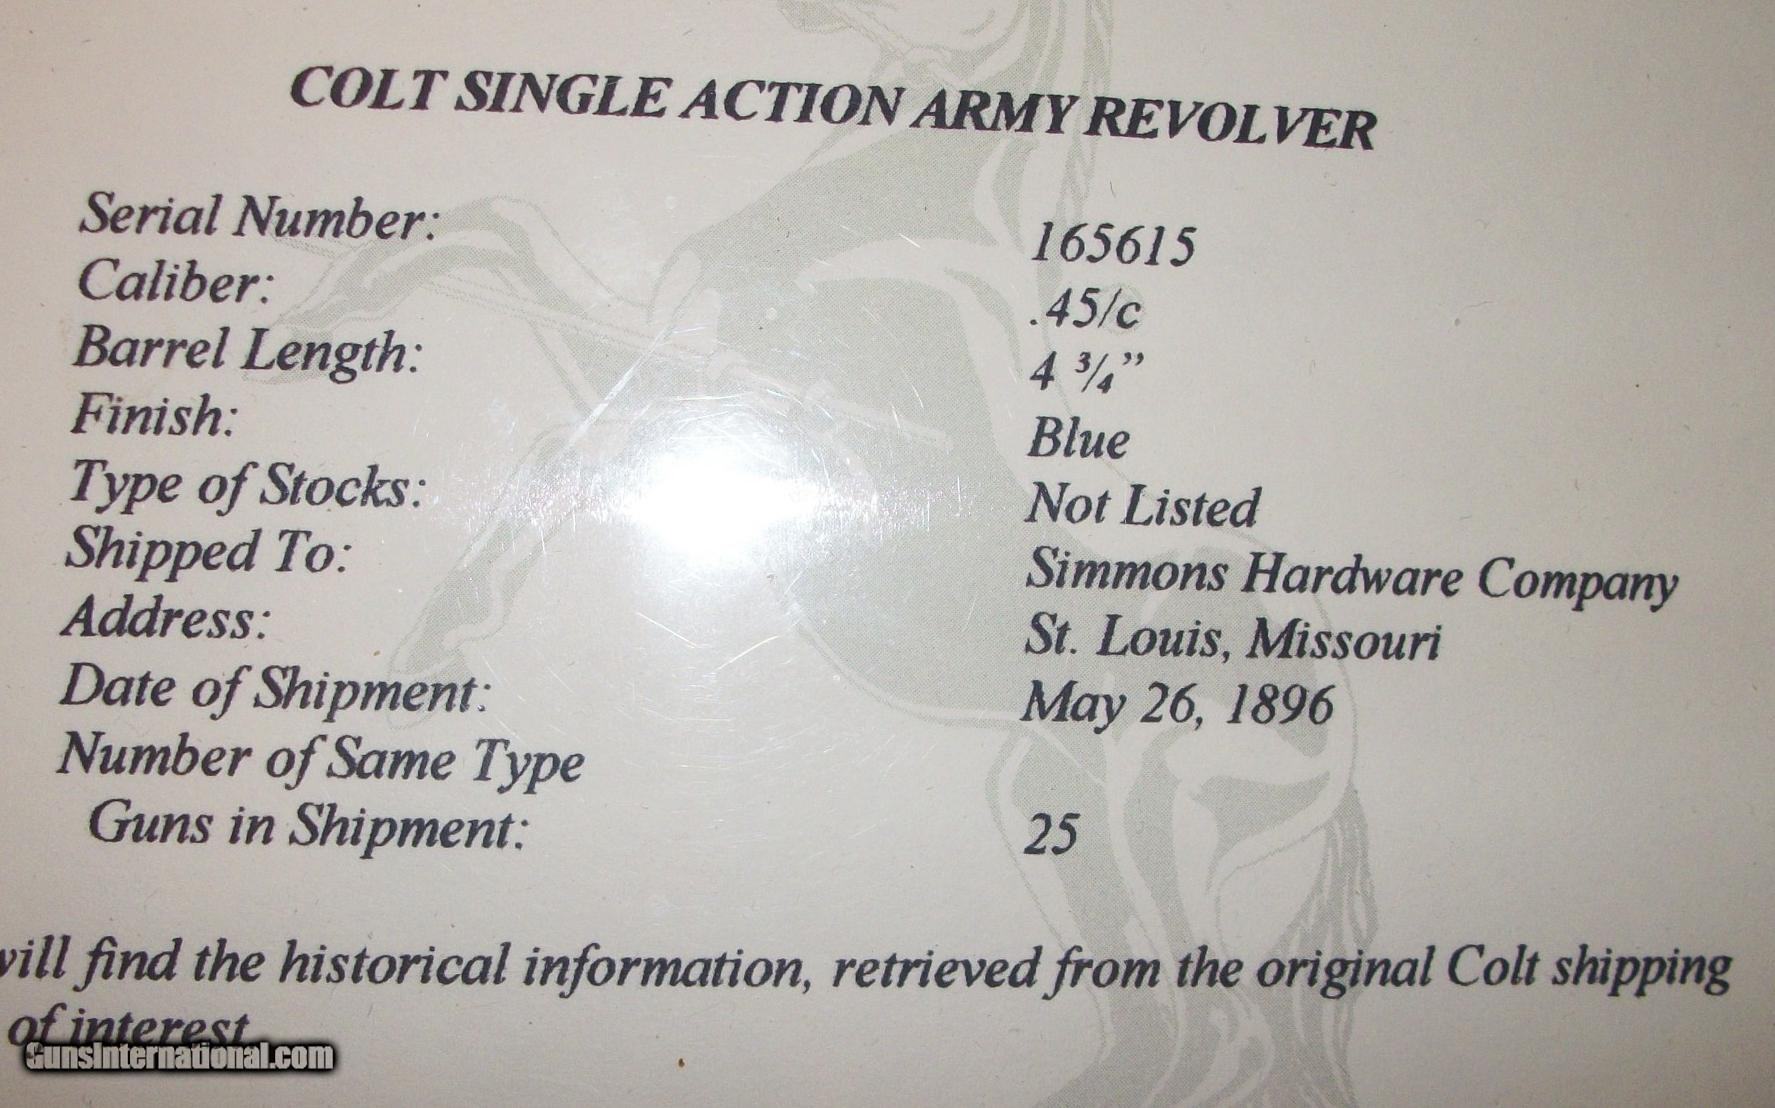 COLT SINGLE ACTION ARMY REVOLVER
Serial Number: 165615
Caliber: .45/c
Barrel Length: 4 ¾”
Finish: Blue
Type of Stocks: Not Listed
Shipped To: Simmons Hardware Company
Address: St. Louis, Missouri
Date of Shipment: May 26, 1896
Number of Same Type
Guns in Shipment: 25
will find the historical information, retrieved from the original Colt shipping
of interest
GunsInternational.com